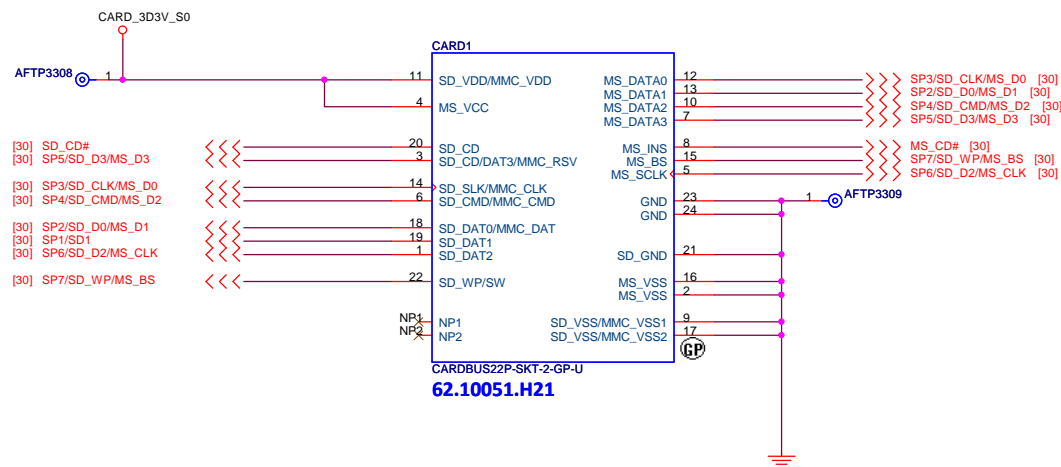 CARD_3D3V_S0
AFTP3308 1
CARD1
11 SD_VDD/MMC_VDD
4 MS_VCC
[30] SD_CD# 20 SD_CD
[30] SP5/SD_D3/MS_D3 3 SD_CD/DAT3/MMC_RSV
[30] SP3/SD_CLK/MS_D0 14 SD_SLK/MMC_CLK
[30] SP4/SD_CMD/MS_D2 6 SD_CMD/MMC_CMD
[30] SP2/SD_D0/MS_D1 18 SD_DAT0/MMC_DAT
[30] SP1/SD1 19 SD_DAT1
[30] SP6/SD_D2/MS_CLK 1 SD_DAT2
[30] SP7/SD_WP/MS_BS 22 SD_WP/SW
NP1 NP1
NP2 NP2
MS_DATA0 12 SP3/SD_CLK/MS_D0 [30]
MS_DATA1 13 SP2/SD_D0/MS_D1 [30]
MS_DATA2 10 SP4/SD_CMD/MS_D2 [30]
MS_DATA3 7 SP5/SD_D3/MS_D3 [30]
MS_INS 8 MS_CD# [30]
MS_BS 15 SP7/SD_WP/MS_BS [30]
MS_SCLK 5 SP6/SD_D2/MS_CLK [30]
GND 23 1 AFTP3309
GND 24
SD_GND 21
MS_VSS 16
MS_VSS 2
SD_VSS/MMC_VSS1 9
SD_VSS/MMC_VSS2 17
GP
CARDBUS22P-SKT-2-GP-U
62.10051.H21